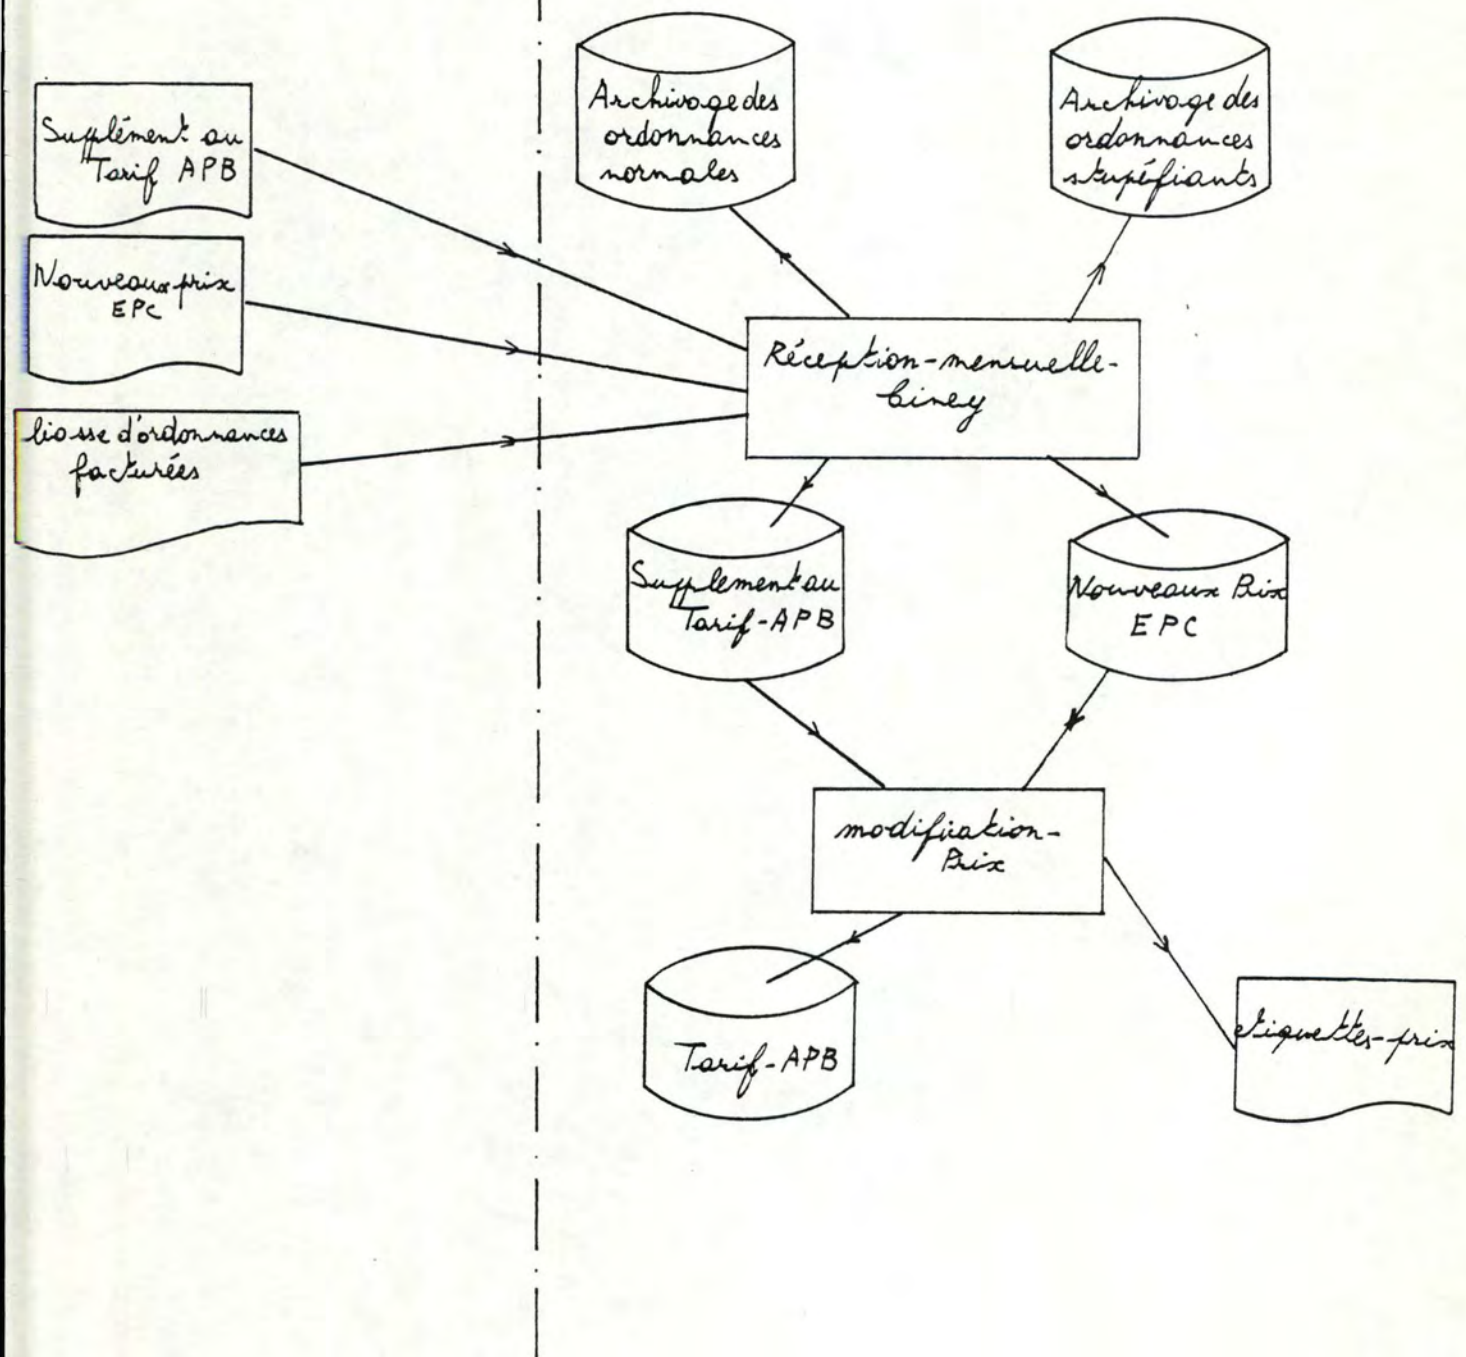 Supplément au
Tarif APB
Nouveaux prix
EPC
liasse d'ordonnances
facturées
Archivage des
ordonnances
normales
Archivage des
ordonnances
stupéfiants
Réception-mensuelle-
Ciney
Supplement au
Tarif-APB
Nouveaux Prix
EPC
modification-
Prix
Tarif-APB
etiquettes-prix